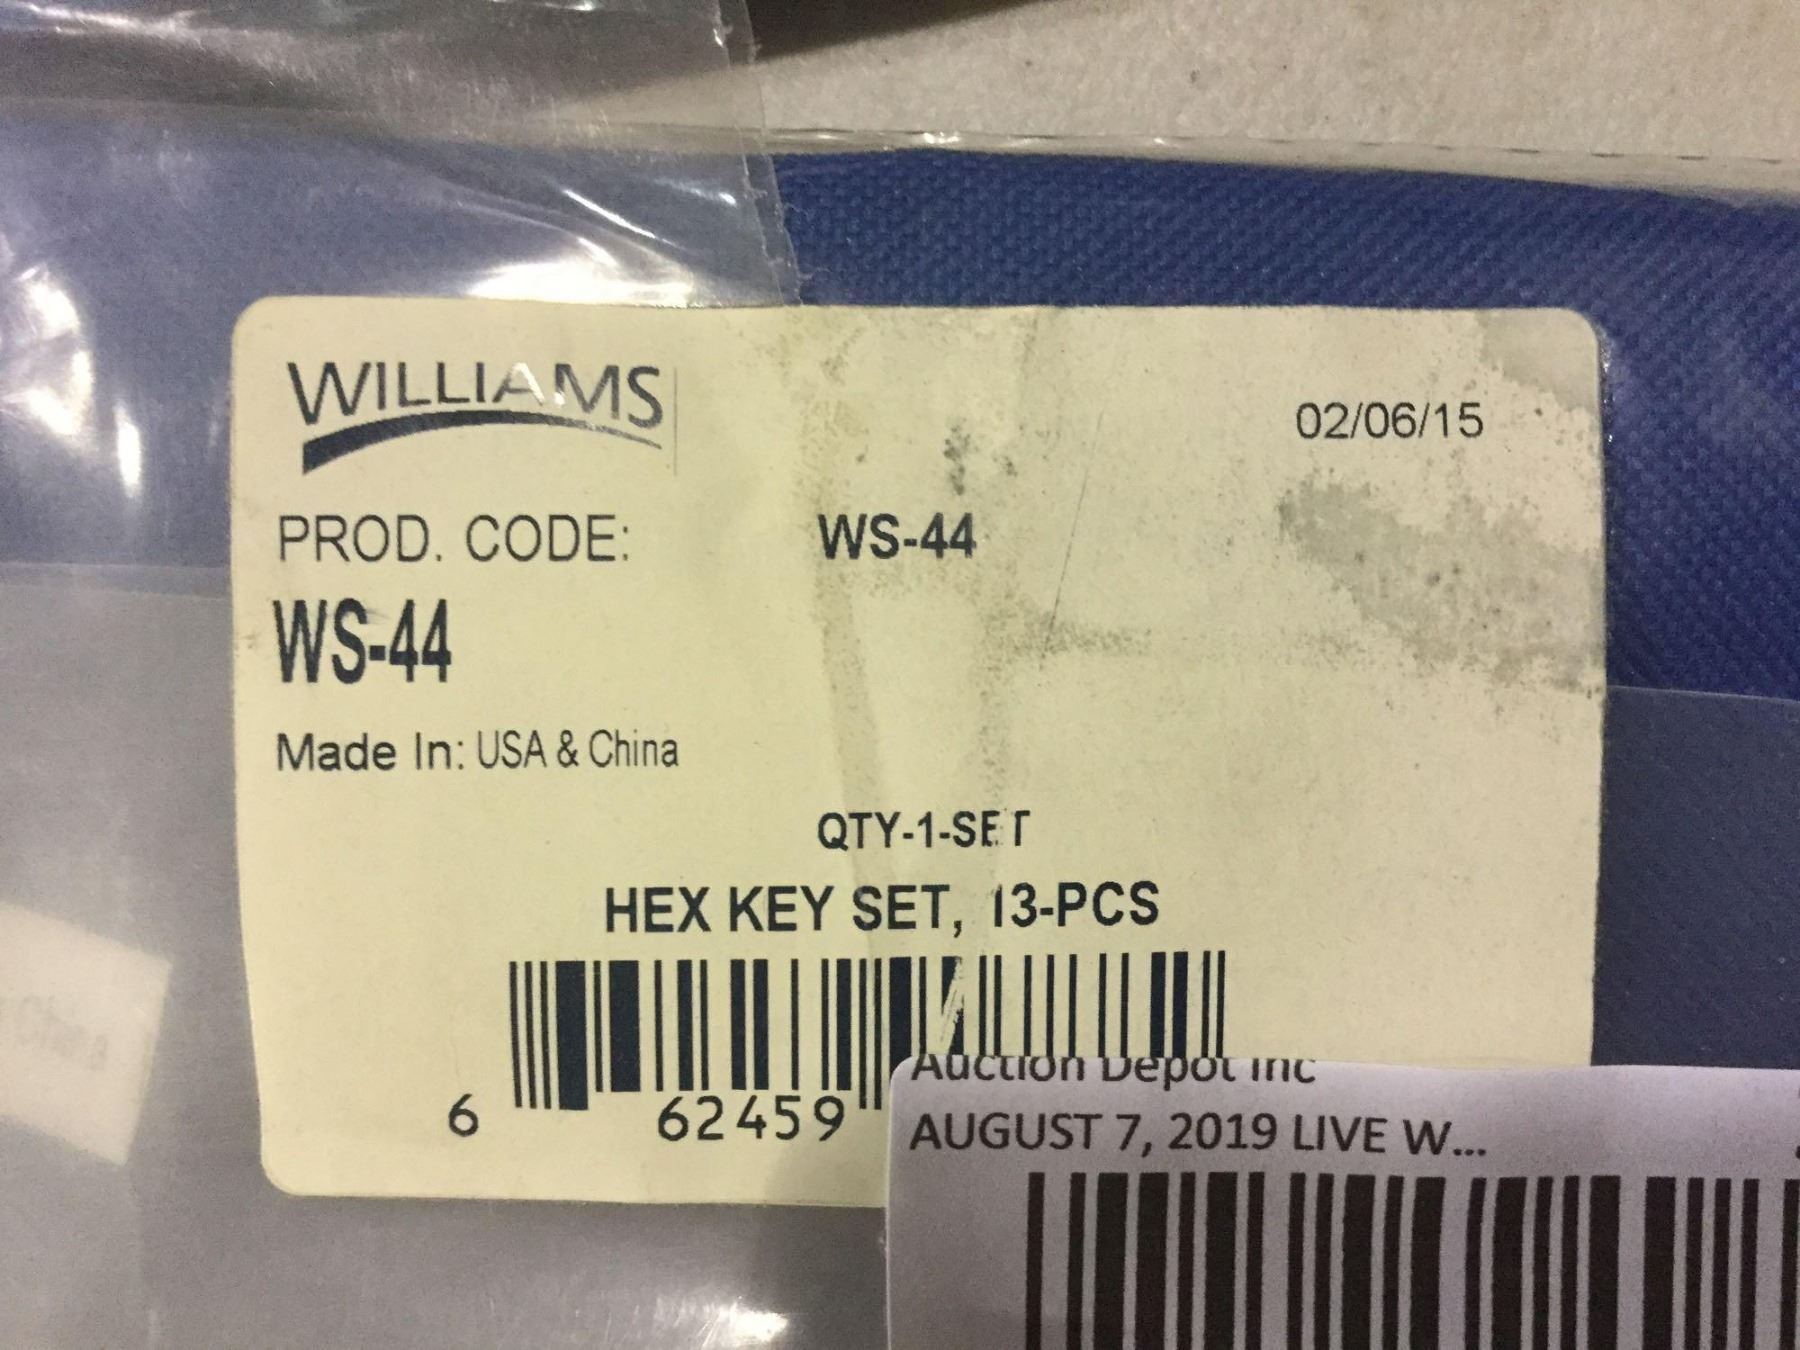 WILLIAMS
02/06/15
PROD. CODE: WS-44
WS-44
Made In: USA & China
QTY-1-SET
HEX KEY SET, 13-PCS
6 62459
Auction Depot Inc
AUGUST 7, 2019 LIVE W...
China